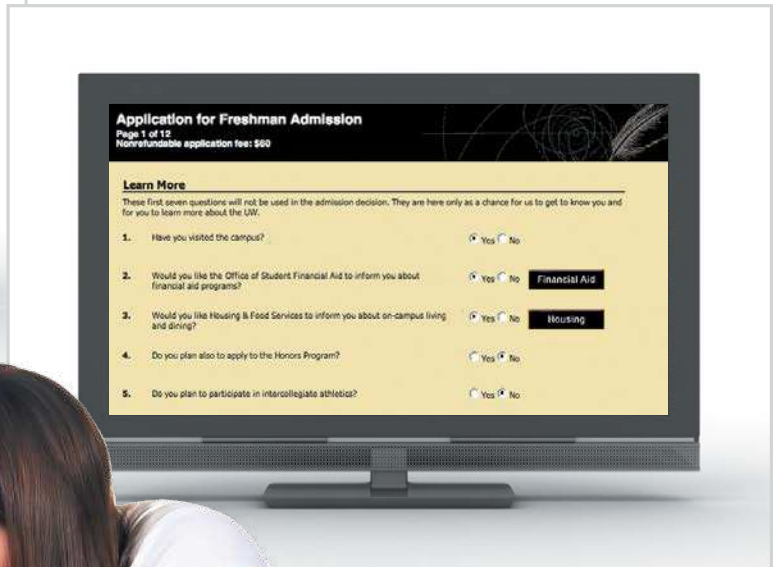 Application for Freshman Admission
Page 1 of 12
Nonrefundable application fee: $60
Learn More
These first seven questions will not be used in the admission decision. They are here only as a chance for us to get to know you and
for you to learn more about the UW.
1. Have you visited the campus? Yes No
2. Would you like the Office of Student Financial Aid to inform you about
financial aid programs? Yes No Financial Aid
3. Would you like Housing & Food Services to inform you about on-campus living
and dining? Yes No Housing
4. Do you plan also to apply to the Honors Program? Yes No
5. Do you plan to participate in intercollegiate athletics? Yes No